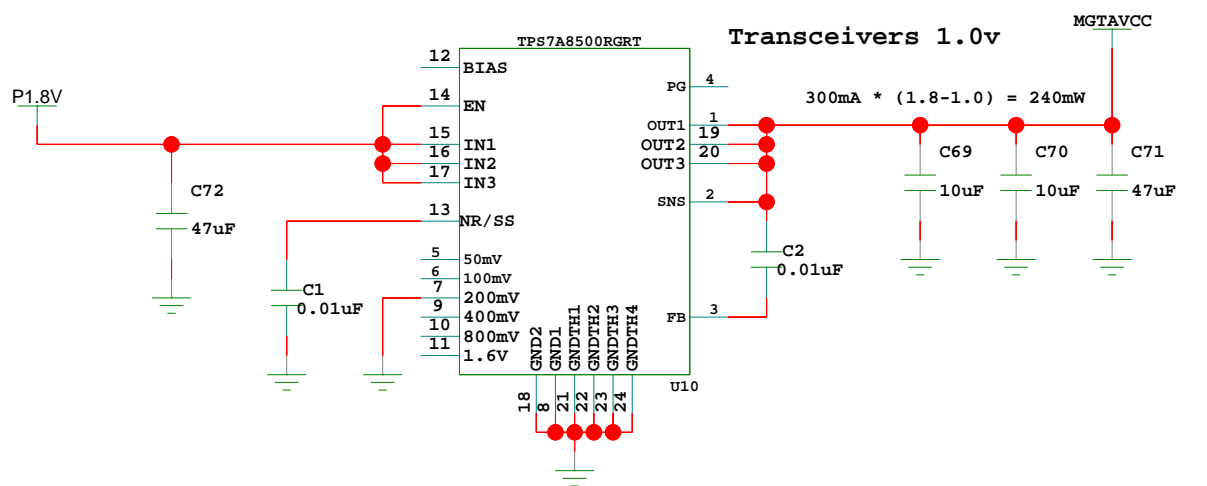 MGTAVCC
Transceivers 1.0v
TPS7A8500RGRT
12
BIAS
PG
4
P1.8V
14
EN
300mA * (1.8-1.0) = 240mW
15
IN1
OUT1
1
16
IN2
OUT2
19
17
IN3
OUT3
20
C69
10uF
C70
10uF
C71
47uF
C72
47uF
13
NR/SS
SNS
2
C1
0.01uF
C2
0.01uF
5
50mV
6
100mV
7
200mV
9
400mV
10
800mV
11
1.6V
FB
3
GND2
GND1
GNDTH1
GNDTH2
GNDTH3
GNDTH4
U10
18
8
21
22
23
24